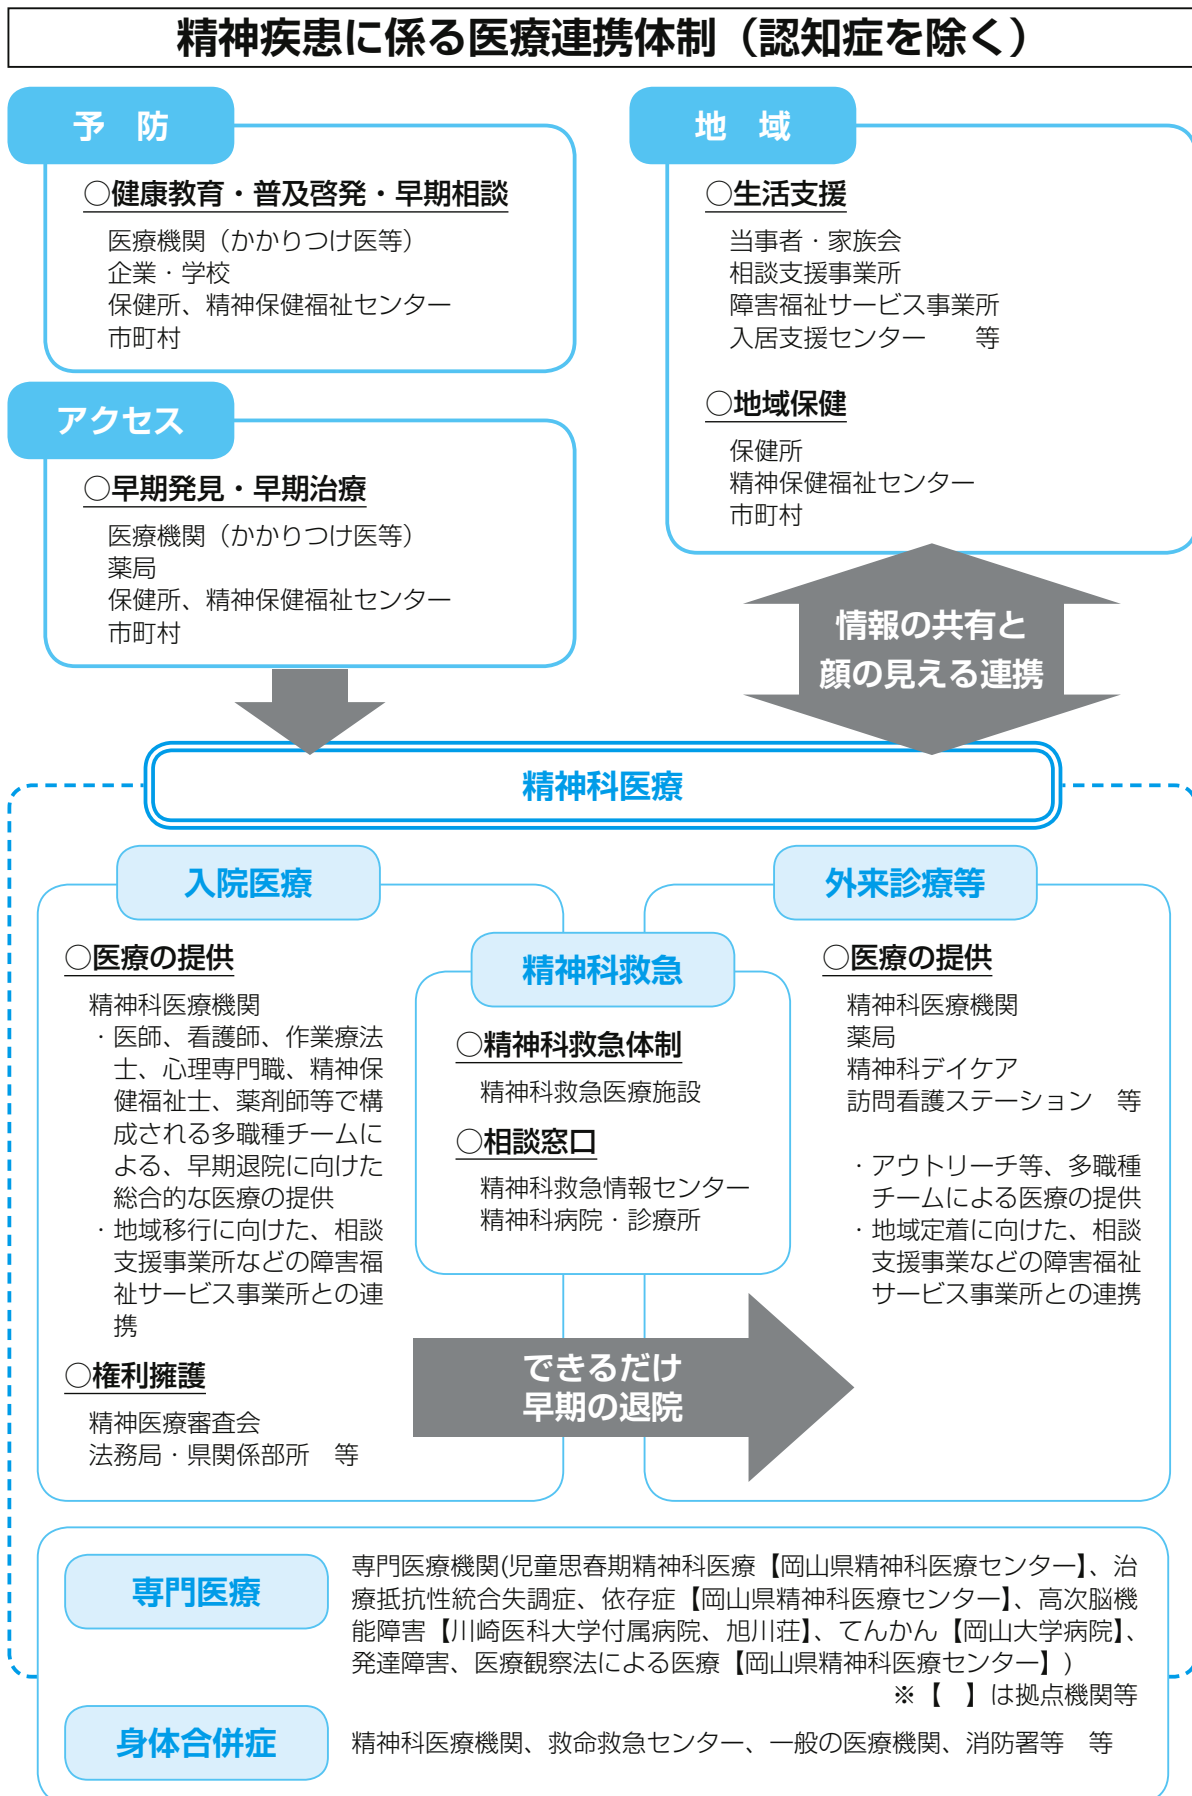 精神疾患に係る医療連携体制（認知症を除く）
予　防
○健康教育・普及啓発・早期相談
医療機関（かかりつけ医等）
企業・学校
保健所、精神保健福祉センター
市町村
アクセス
○早期発見・早期治療
医療機関（かかりつけ医等）
薬局
保健所、精神保健福祉センター
市町村
地　域
○生活支援
当事者・家族会
相談支援事業所
障害福祉サービス事業所
入居支援センター　　等
○地域保健
保健所
精神保健福祉センター
市町村
情報の共有と
顔の見える連携
精神科医療
入院医療
○医療の提供
精神科医療機関
・医師、看護師、作業療法
士、心理専門職、精神保
健福祉士、薬剤師等で構
成される多職種チームに
よる、早期退院に向けた
総合的な医療の提供
・地域移行に向けた、相談
支援事業所などの障害福
祉サービス事業所との連
携
○権利擁護
精神医療審査会
法務局・県関係部所　等
精神科救急
○精神科救急体制
精神科救急医療施設
○相談窓口
精神科救急情報センター
精神科病院・診療所
外来診療等
○医療の提供
精神科医療機関
薬局
精神科デイケア
訪問看護ステーション　等
・アウトリーチ等、多職種
チームによる医療の提供
・地域定着に向けた、相談
支援事業などの障害福祉
サービス事業所との連携
できるだけ
早期の退院
専門医療
専門医療機関(児童思春期精神科医療【岡山県精神科医療センター】、治
療抵抗性統合失調症、依存症【岡山県精神科医療センター】、高次脳機
能障害【川崎医科大学付属病院、旭川荘】、てんかん【岡山大学病院】、
発達障害、医療観察法による医療【岡山県精神科医療センター】)
※【　】は拠点機関等
身体合併症
精神科医療機関、救命救急センター、一般の医療機関、消防署等　等